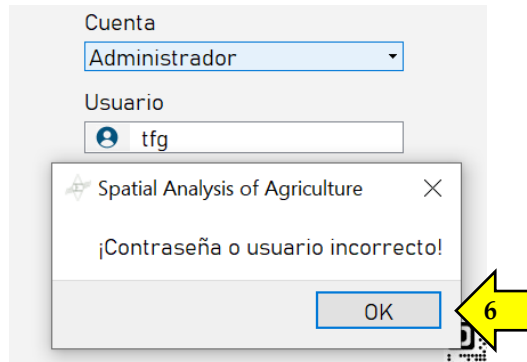 Cuenta
Administrador
Usuario
tfg
Spatial Analysis of Agriculture
¡Contraseña o usuario incorrecto!
OK
6